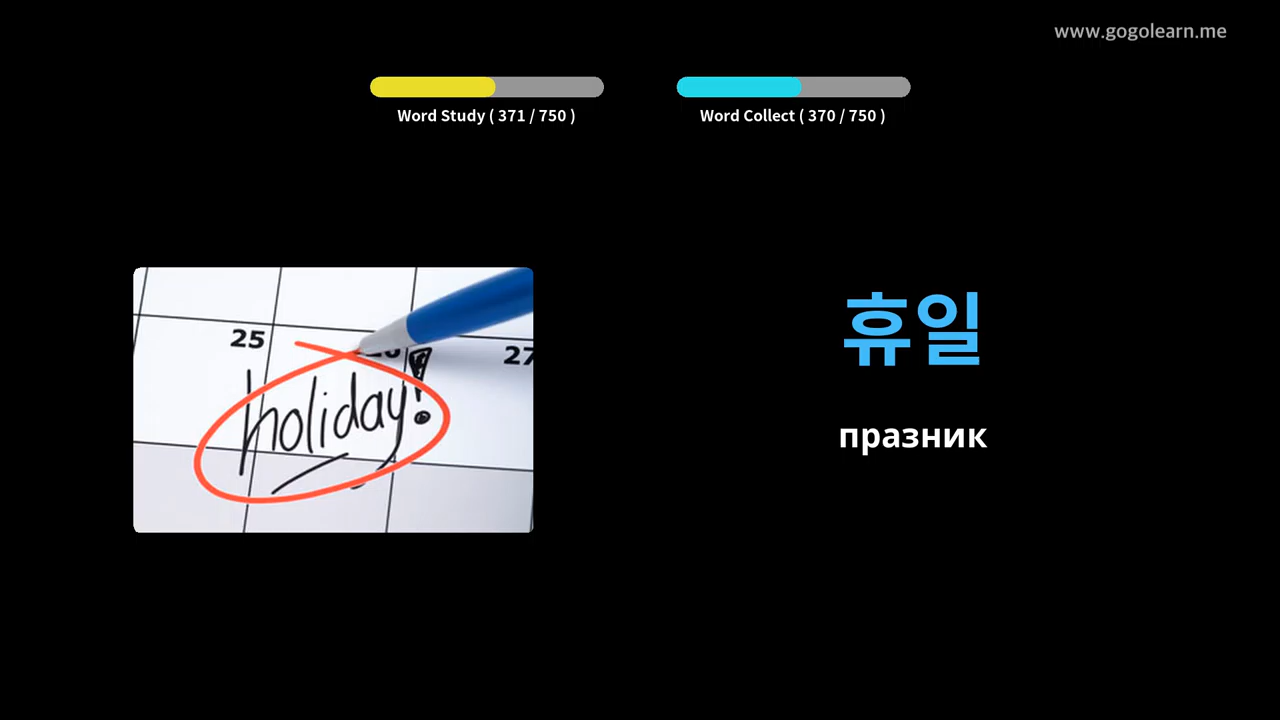 www.gogolearn.me
Word Study ( 371 / 750 )
Word Collect ( 370 / 750 )
25
27
holiday!
휴일
празник